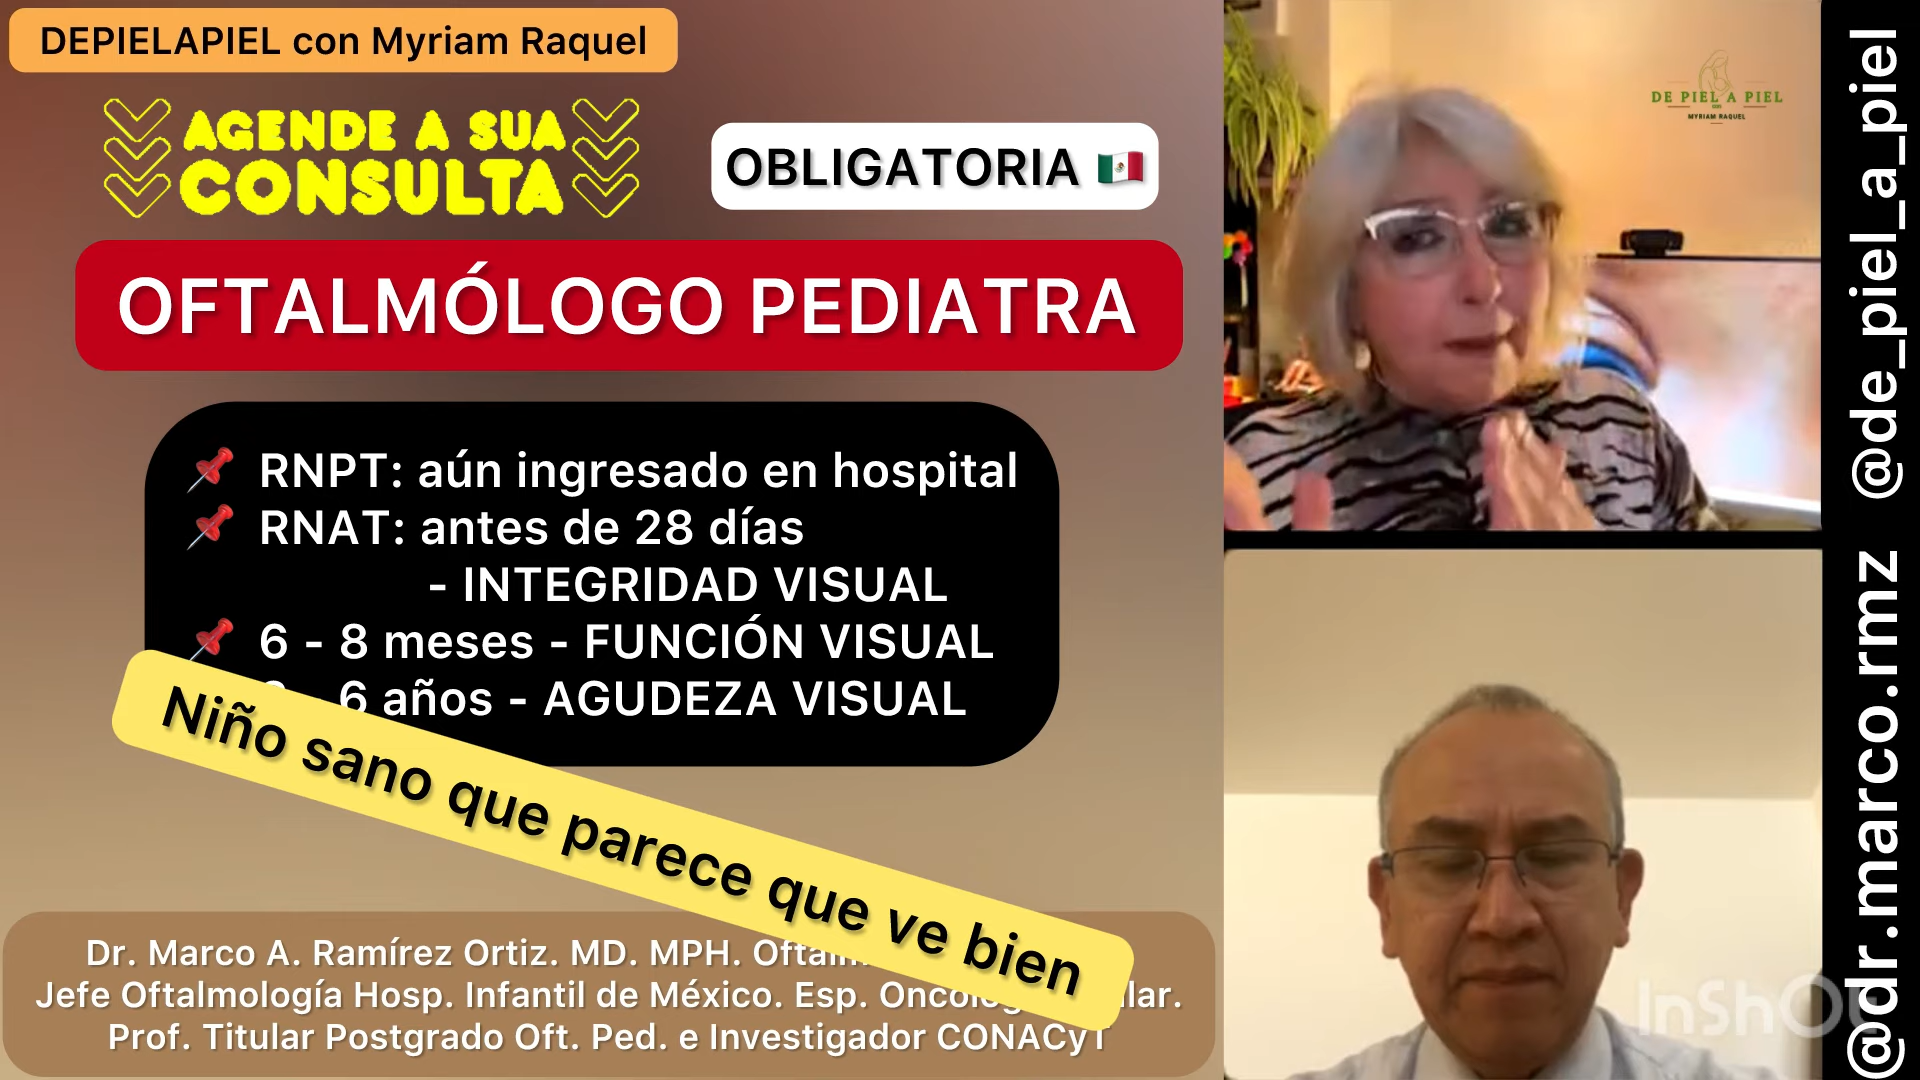 DEPIELAPIEL con Myriam Raquel
AGENDE A SUA
CONSULTA
OBLIGATORIA
OFTALMÓLOGO PEDIATRA
RNPT: aún ingresado en hospital
RNAT: antes de 28 días
- INTEGRIDAD VISUAL
6 - 8 meses - FUNCIÓN VISUAL
- 6 años - AGUDEZA VISUAL
Niño sano que parece que ve bien
Dr. Marco A. Ramírez Ortiz. MD. MPH.
Jefe Oftalmología Hosp. Infantil de México. Esp.
Prof. Titular Postgrado Oft. Ped. e Investigador CONACyT
DE PIEL A PIEL
con
MYRIAM RAQUEL
@de_piel_a_piel
@dr.marco.rmz
InShOt